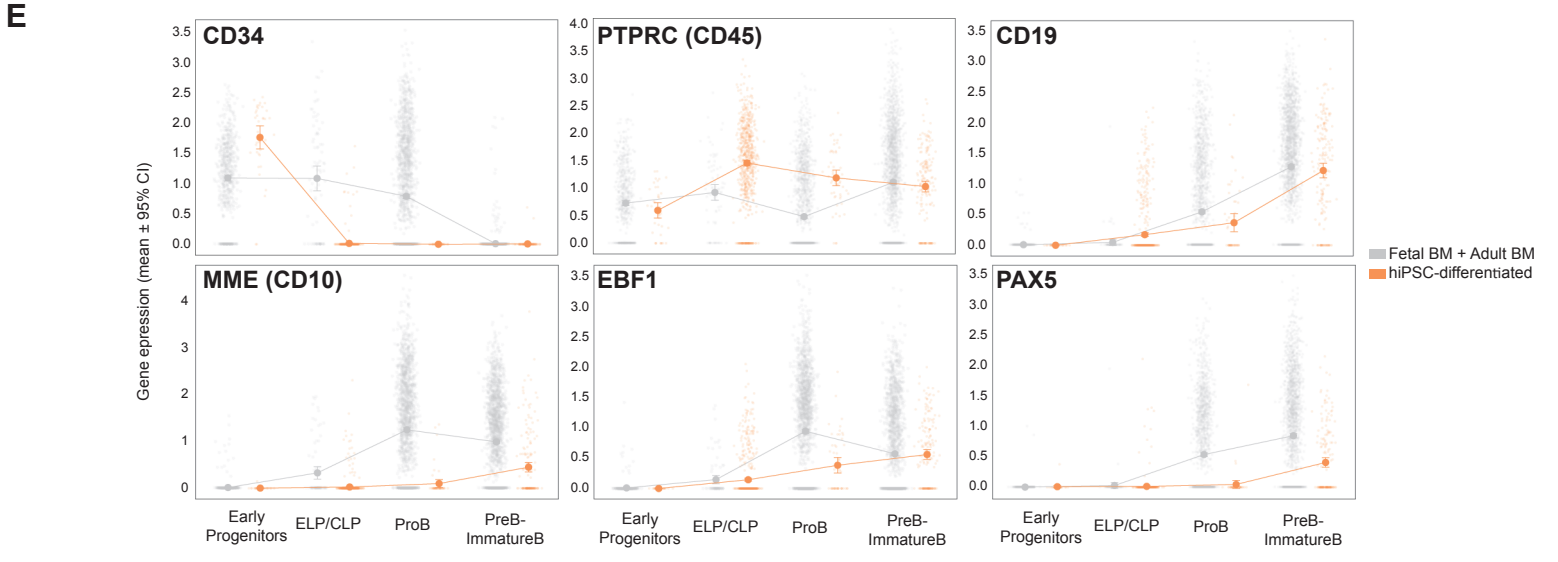 E
Gene epression (mean ± 95% CI)
CD34
3.5
3.0
2.5
2.0
1.5
1.0
0.5
0.0
PTPRC (CD45)
4.0
3.5
3.0
2.5
2.0
1.5
1.0
0.5
0.0
CD19
3.5
3.0
2.5
2.0
1.5
1.0
0.5
0.0
Fetal BM + Adult BM
hiPSC-differentiated
MME (CD10)
4
3
2
1
0
EBF1
3.5
3.0
2.5
2.0
1.5
1.0
0.5
0.0
PAX5
3.5
3.0
2.5
2.0
1.5
1.0
0.5
0.0
Early
Progenitors
ELP/CLP
ProB
PreB-
ImmatureB
Early
Progenitors
ELP/CLP
ProB
PreB-
ImmatureB
Early
Progenitors
ELP/CLP
ProB
PreB-
ImmatureB